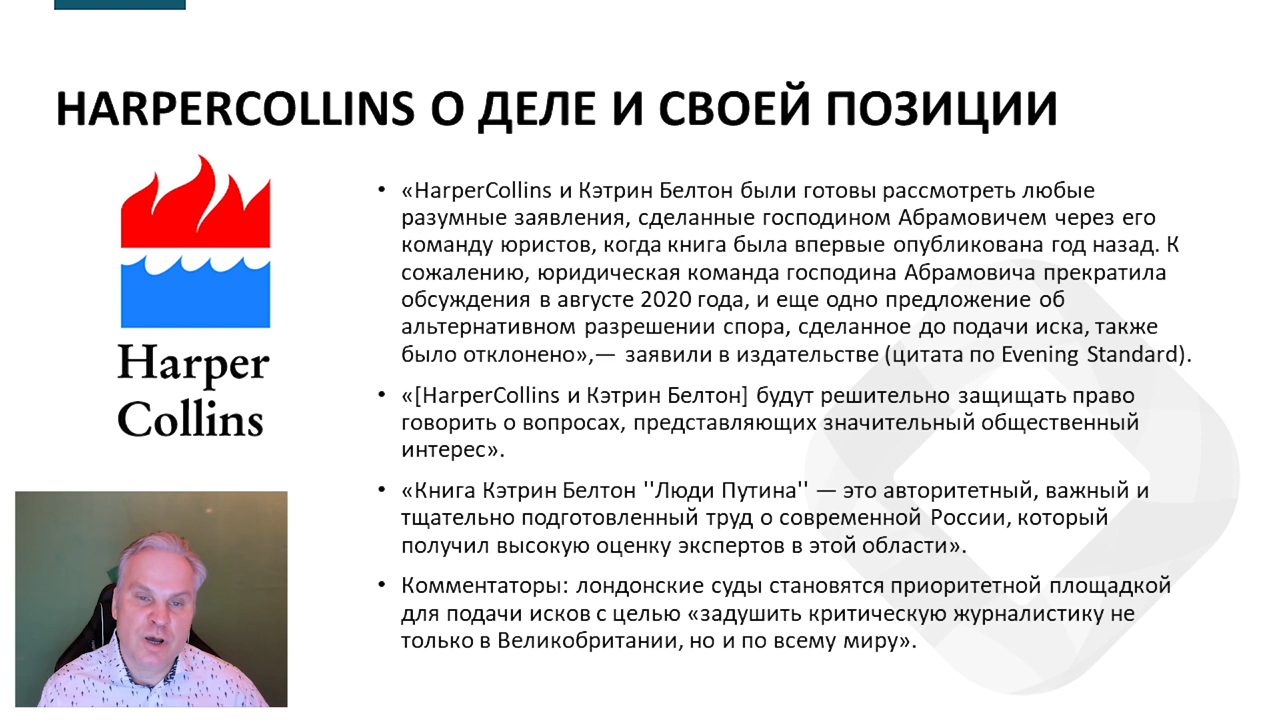 HARPERCOLLINS О ДЕЛЕ И СВОЕЙ ПОЗИЦИИ
Harper
Collins
• «HarperCollins и Кэтрин Белтон были готовы рассмотреть любые
разумные заявления, сделанные господином Абрамовичем через его
команду юристов, когда книга была впервые опубликована год назад. К
сожалению, юридическая команда господина Абрамовича прекратила
обсуждения в августе 2020 года, и еще одно предложение об
альтернативном разрешении спора, сделанное до подачи иска, также
было отклонено»,— заявили в издательстве (цитата по Evening Standard).
• «[HarperCollins и Кэтрин Белтон] будут решительно защищать право
говорить о вопросах, представляющих значительный общественный
интерес».
• «Книга Кэтрин Белтон ''Люди Путина'' — это авторитетный, важный и
тщательно подготовленный труд о современной России, который
получил высокую оценку экспертов в этой области».
• Комментаторы: лондонские суды становятся приоритетной площадкой
для подачи исков с целью «задушить критическую журналистику не
только в Великобритании, но и по всему миру».